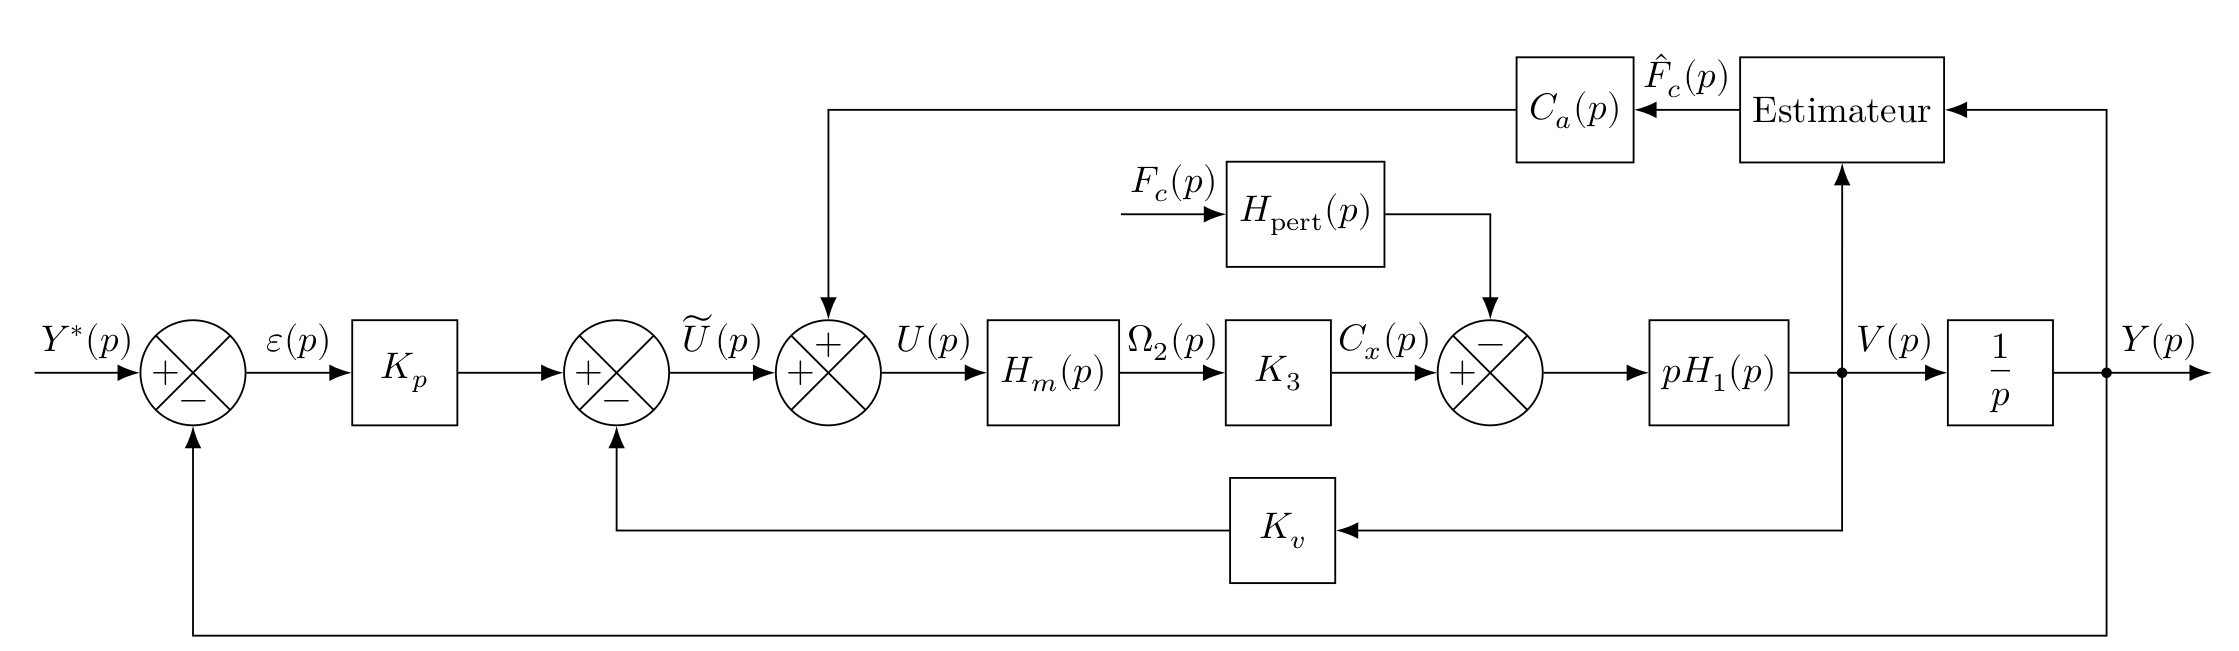 $C_a(p)$
$\hat{F}_c(p)$
Estimateur
$F_c(p)$
$H_{\text{pert}}(p)$
$Y^*(p)$
+
−
$\varepsilon(p)$
$K_p$
+
−
$\widetilde{U}(p)$
+
+
$U(p)$
$H_m(p)$
$\Omega_2(p)$
$K_3$
$C_x(p)$
−
+
$pH_1(p)$
$V(p)$
$\frac{1}{p}$
$Y(p)$
$K_v$